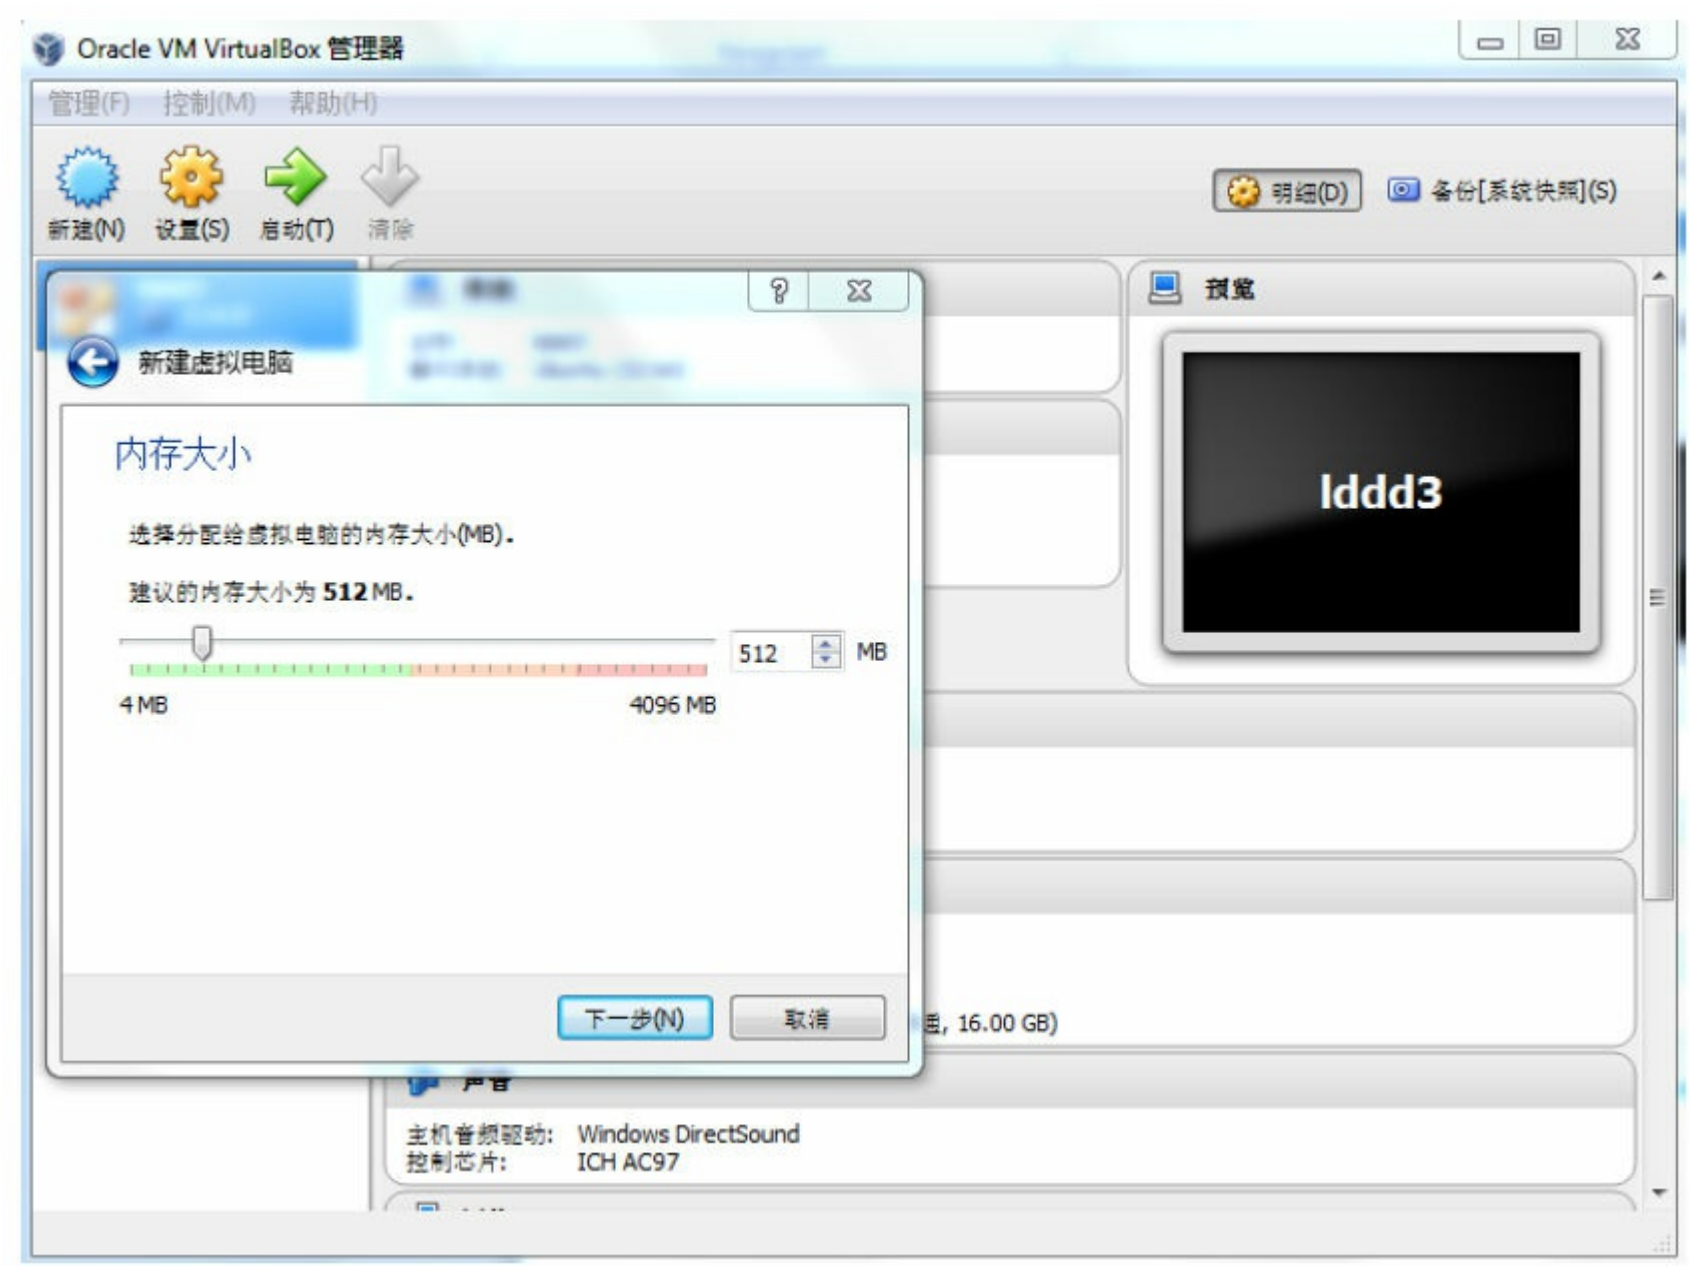 Oracle VM VirtualBox 管理器
管理(F) 控制(M) 帮助(H)
新建(N) 设置(S) 启动(T) 清除
明细(D) 备份[系统快照](S)
新建虚拟电脑
内存大小
选择分配给虚拟电脑的内存大小(MB)。
建议的内存大小为 512 MB。
512 MB
4 MB 4096 MB
下一步(N) 取消
预览
lddd3
, 16.00 GB)
声音
主机音频驱动: Windows DirectSound
控制芯片: ICH AC97